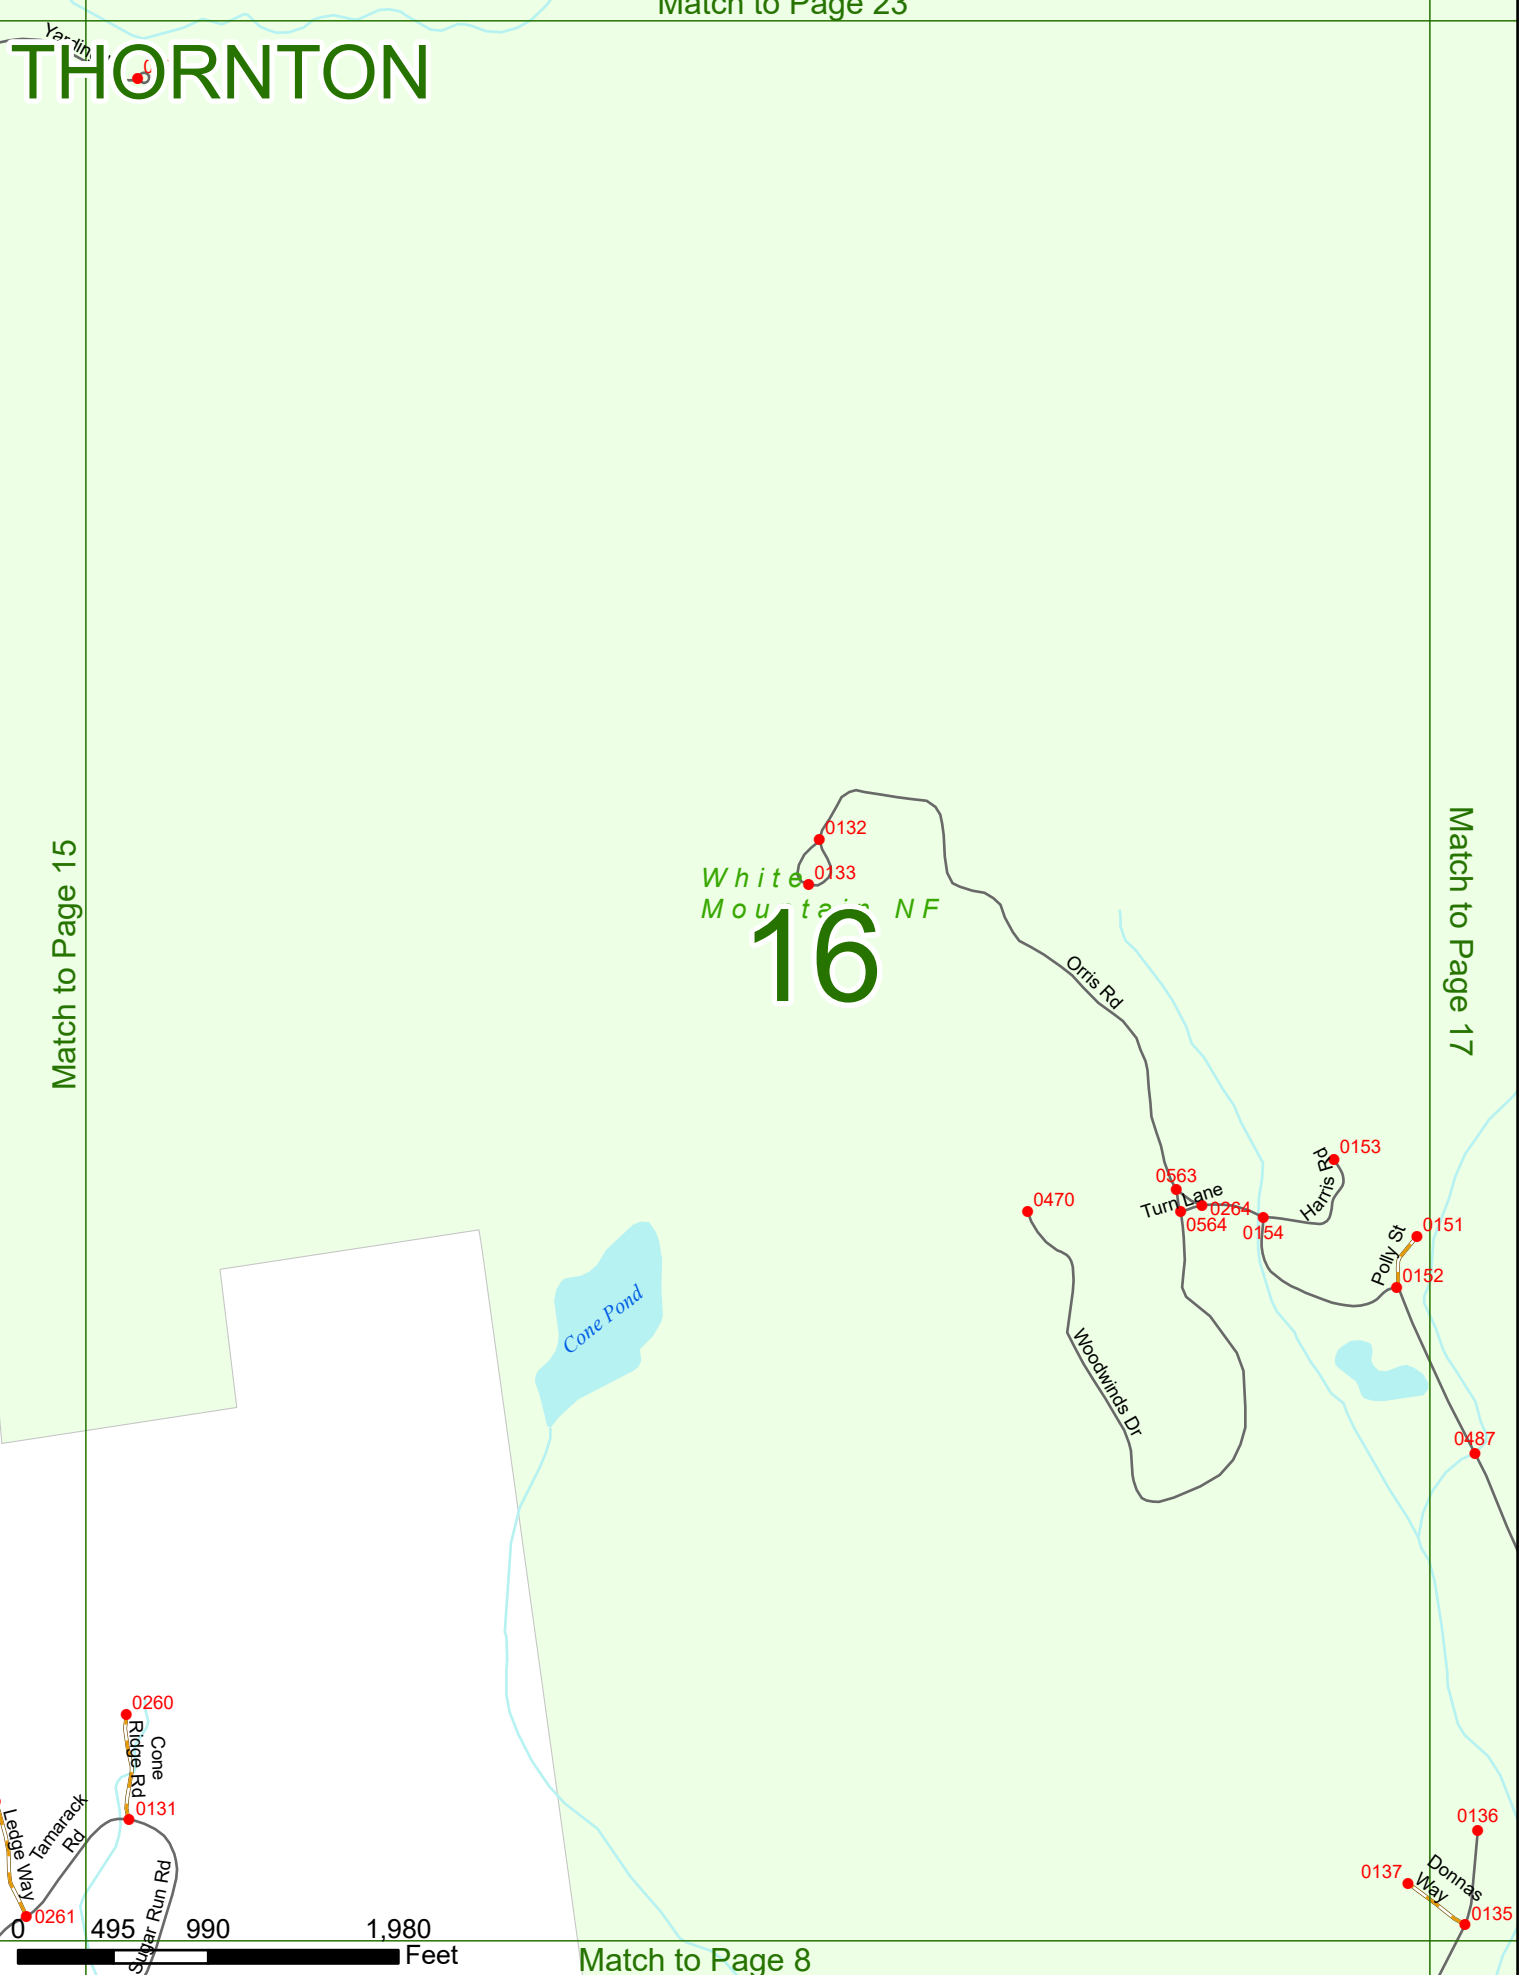 Match to Page 23
THORNTON
Match to Page 15
Match to Page 17
0132
0133
White
Mountain NF
16
Orris Rd
0153
Harris Rd
0563
Turn Lane
0264
0564
0154
0470
Polly St
0151
0152
Cone Pond
Woodwinds Dr
0487
0260
Cone
Ridge Rd
0131
Tamarack
Rd
Ledge Way
0261
Sugar Run Rd
0136
0137
Donnas
Way
0135
0 495 990 1,980
Feet
Match to Page 8